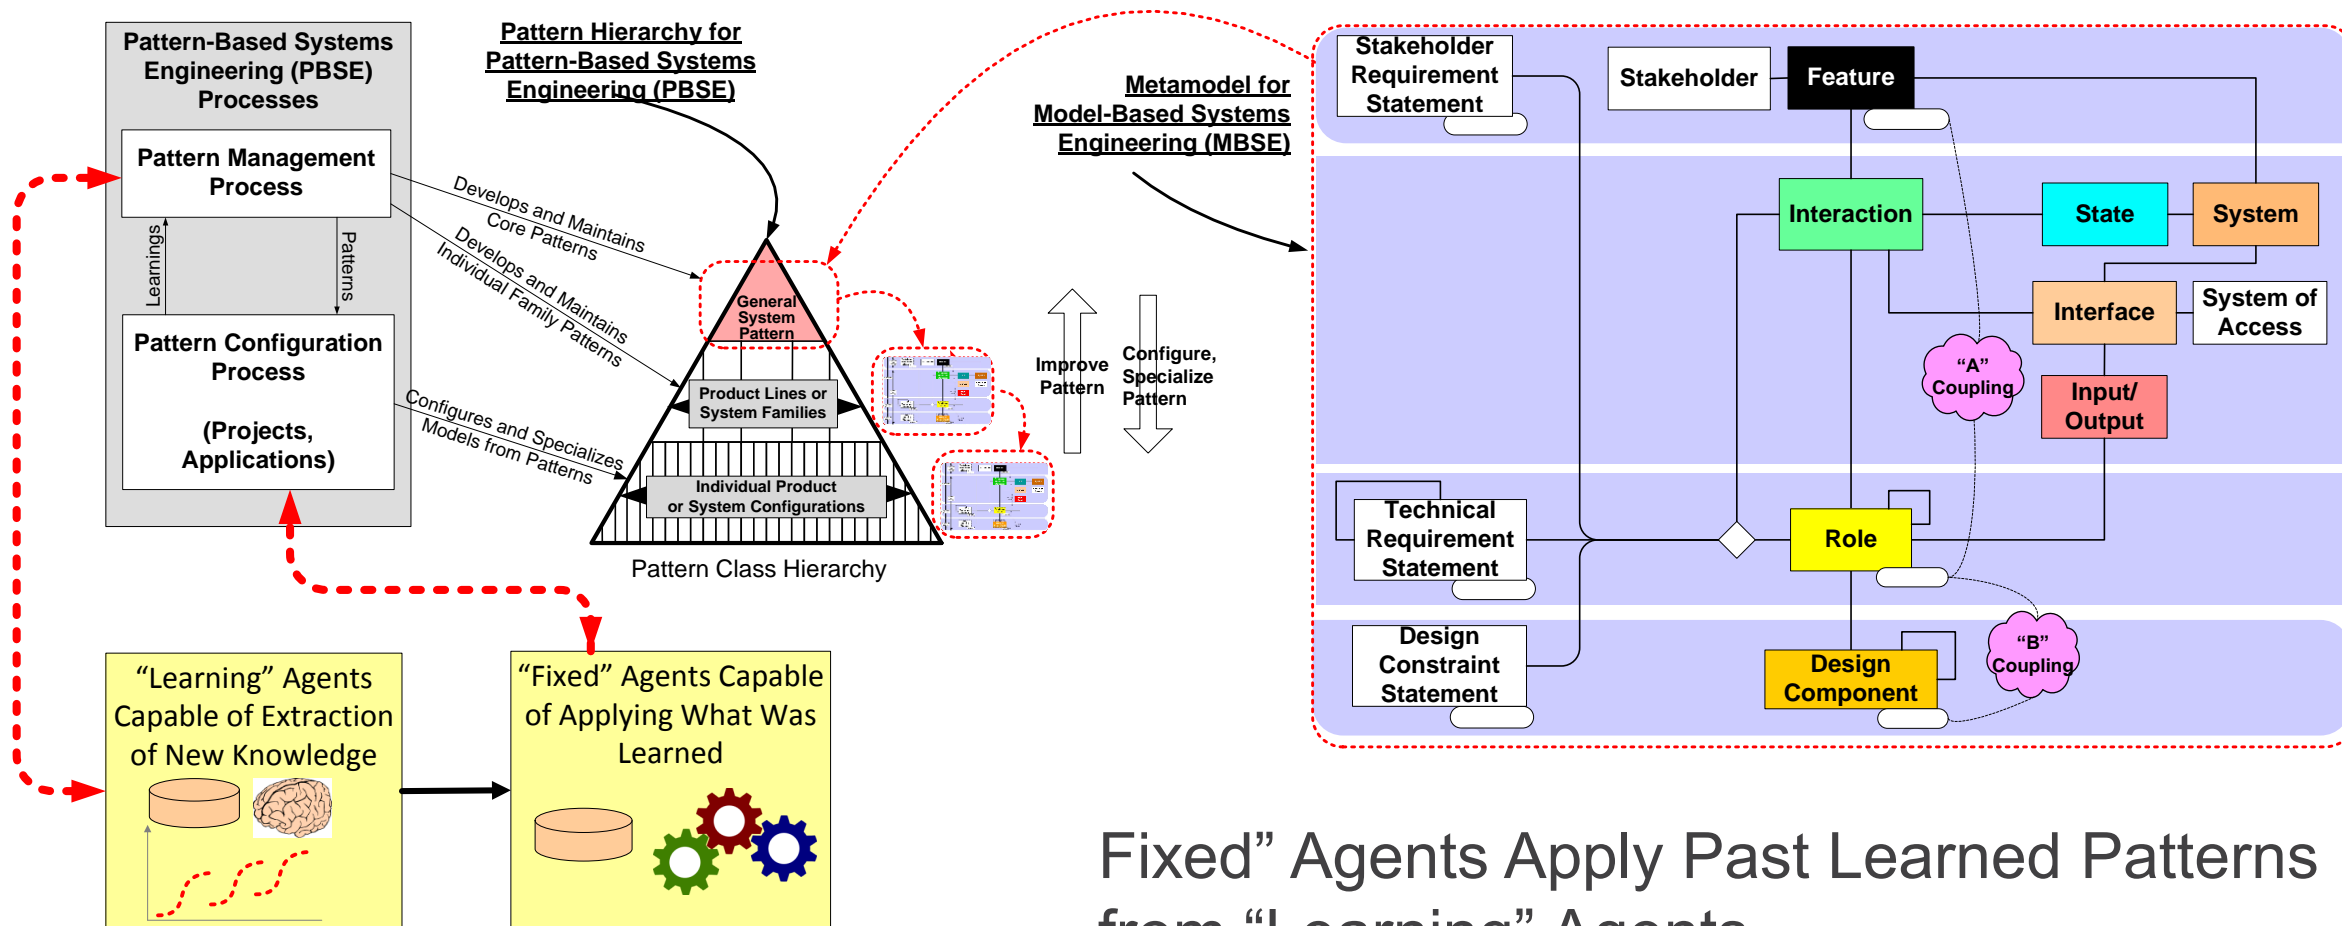 Pattern-Based Systems
Engineering (PBSE)
Processes
Pattern Management
Process
Learnings
Patterns
Pattern Configuration
Process
(Projects,
Applications)
Pattern Hierarchy for
Pattern-Based Systems
Engineering (PBSE)
Develops and Maintains
Core Patterns
Develops and Maintains
Individual Family Patterns
Configures and Specializes
Models from Patterns
General
System
Pattern
Product Lines or
System Families
Individual Product
or System Configurations
Pattern Class Hierarchy
Improve
Pattern
Configure,
Specialize
Pattern
Metamodel for
Model-Based Systems
Engineering (MBSE)
Stakeholder
Requirement
Statement
Stakeholder
Feature
Interaction
State
System
Interface
System of
Access
“A”
Coupling
Input/
Output
Technical
Requirement
Statement
Role
Design
Constraint
Statement
Design
Component
“B”
Coupling
“Learning” Agents
Capable of Extraction
of New Knowledge
“Fixed” Agents Capable
of Applying What Was
Learned
Fixed” Agents Apply Past Learned Patterns
from “Learning” Agents